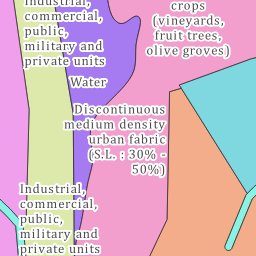 Industrial,
commercial,
public,
military and
private units
crops
(vineyards,
fruit trees,
olive groves)
Water
Discontinuous
medium density
urban fabric
(S.L. : 30% -
50%)
Industrial,
commercial,
public,
military and
private units